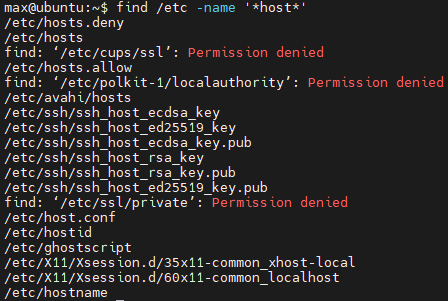 max@ubuntu:~$ find /etc -name '*host*'
/etc/hosts.deny
/etc/hosts
find: ‘/etc/cups/ssl’: Permission denied
/etc/hosts.allow
find: ‘/etc/polkit-1/localauthority’: Permission denied
/etc/avahi/hosts
/etc/ssh/ssh_host_ecdsa_key
/etc/ssh/ssh_host_ed25519_key
/etc/ssh/ssh_host_ecdsa_key.pub
/etc/ssh/ssh_host_rsa_key
/etc/ssh/ssh_host_rsa_key.pub
/etc/ssh/ssh_host_ed25519_key.pub
find: ‘/etc/ssl/private’: Permission denied
/etc/host.conf
/etc/hostid
/etc/ghostscript
/etc/X11/Xsession.d/35x11-common_xhost-local
/etc/X11/Xsession.d/60x11-common_localhost
/etc/hostname